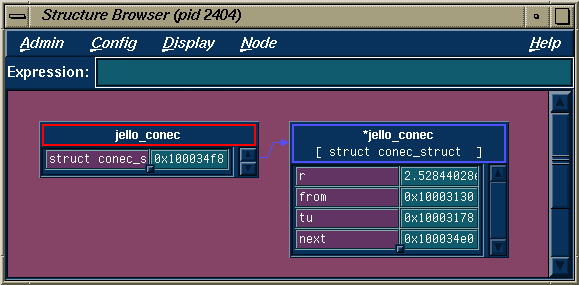 Structure Browser (pid 2404)
Admin Config Display Node Help
Expression:
jello_conec
struct conec_s 0x100034f8
*jello_conec
[ struct conec_struct ]
r 2.52844028e
from 0x10003130
tu 0x10003178
next 0x100034e0